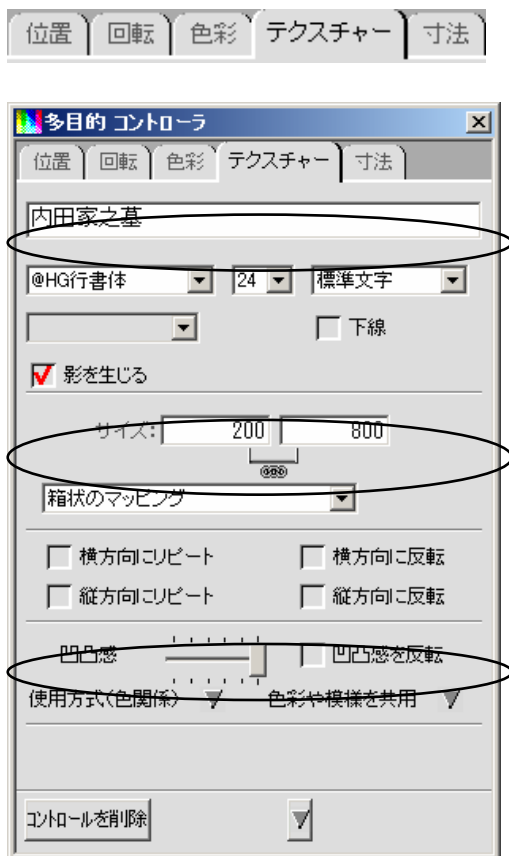 位置 回転 色彩 テクスチャー 寸法
多目的 コントローラ
位置 回転 色彩 テクスチャー 寸法
内田家之墓
@HG行書体 24 標準文字
下線
影を生じる
サイズ: 200 800
箱状のマッピング
横方向にリピート 横方向に反転
縦方向にリピート 縦方向に反転
凹凸感 凹凸感を反転
使用方式(色関係) 色彩や模様を共用
コントロールを削除